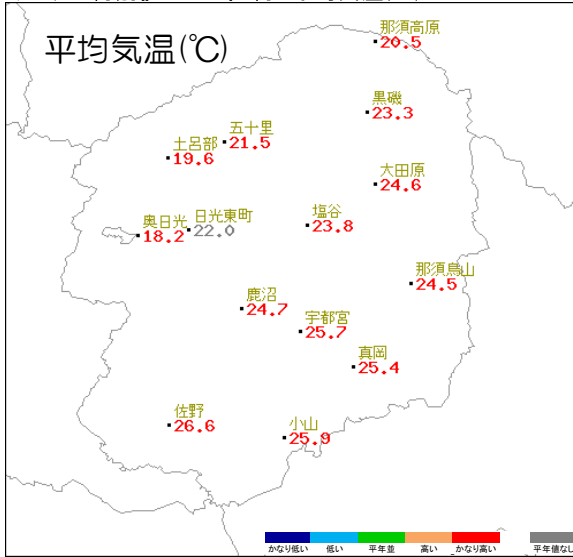 平均気温(℃)
那須高原
20.5
黒磯
23.3
五十里
21.5
土呂部
19.6
大田原
24.6
奥日光
18.2
日光東町
22.0
塩谷
23.8
那須烏山
24.5
鹿沼
24.7
宇都宮
25.7
真岡
25.4
佐野
26.6
小山
25.9
かなり低い 低い 平年並 高い かなり高い 平年値なし